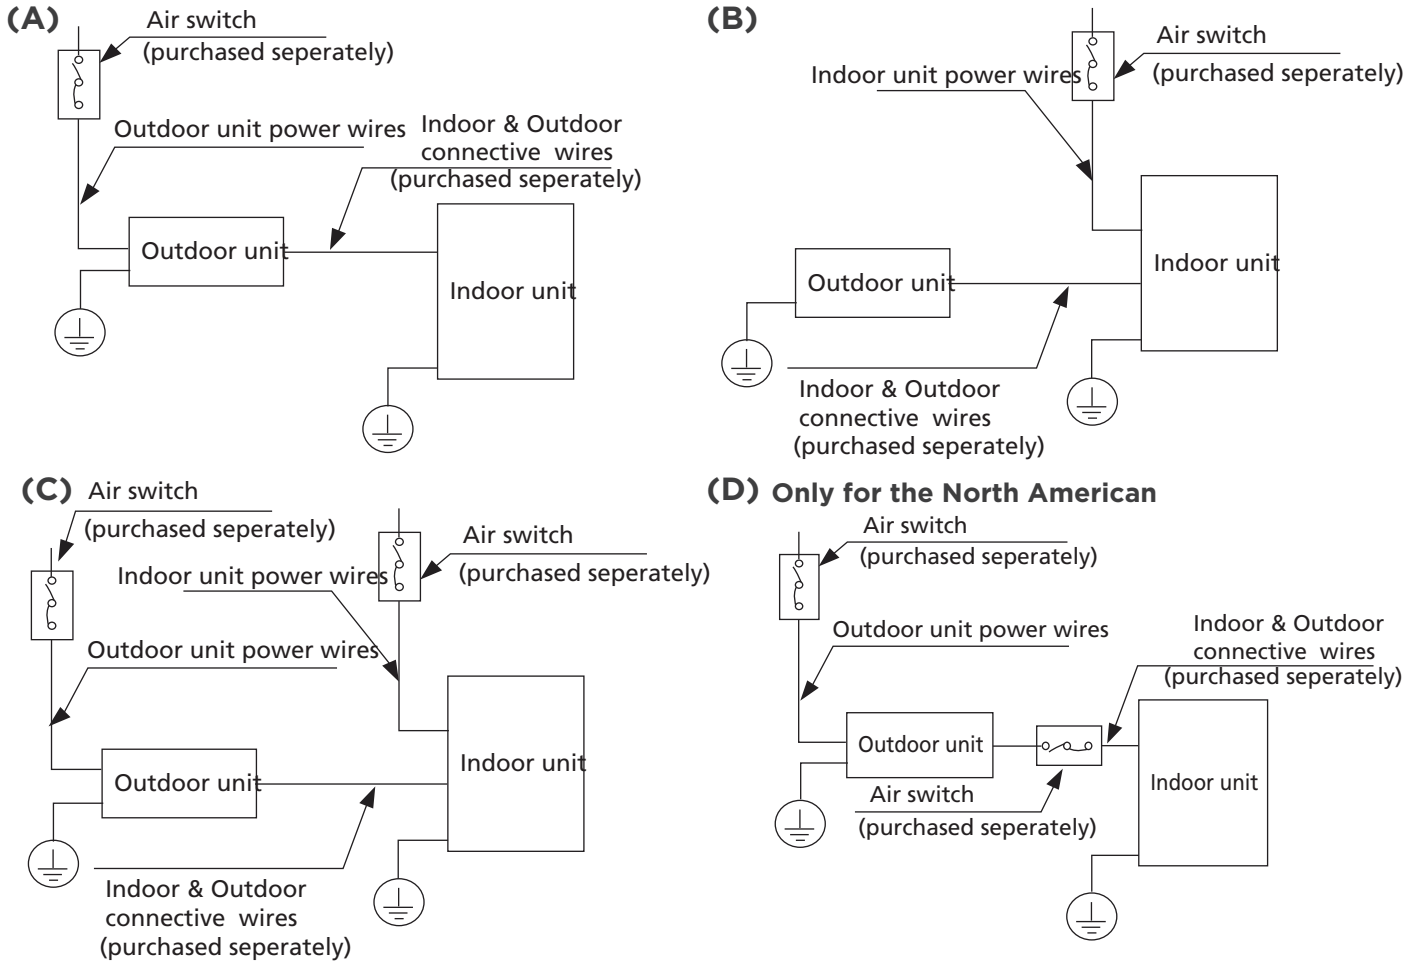 (A)
Air switch
(purchased seperately)
Outdoor unit power wires
Indoor & Outdoor
connective wires
(purchased seperately)
Outdoor unit
Indoor unit
(B)
Air switch
(purchased seperately)
Indoor unit power wires
Outdoor unit
Indoor unit
Indoor & Outdoor
connective wires
(purchased seperately)
(C)
Air switch
(purchased seperately)
Air switch
(purchased seperately)
Indoor unit power wires
Outdoor unit power wires
Outdoor unit
Indoor unit
Indoor & Outdoor
connective wires
(purchased seperately)
(D) Only for the North American
Air switch
(purchased seperately)
Outdoor unit power wires
Indoor & Outdoor
connective wires
(purchased seperately)
Outdoor unit
Indoor unit
Air switch
(purchased seperately)